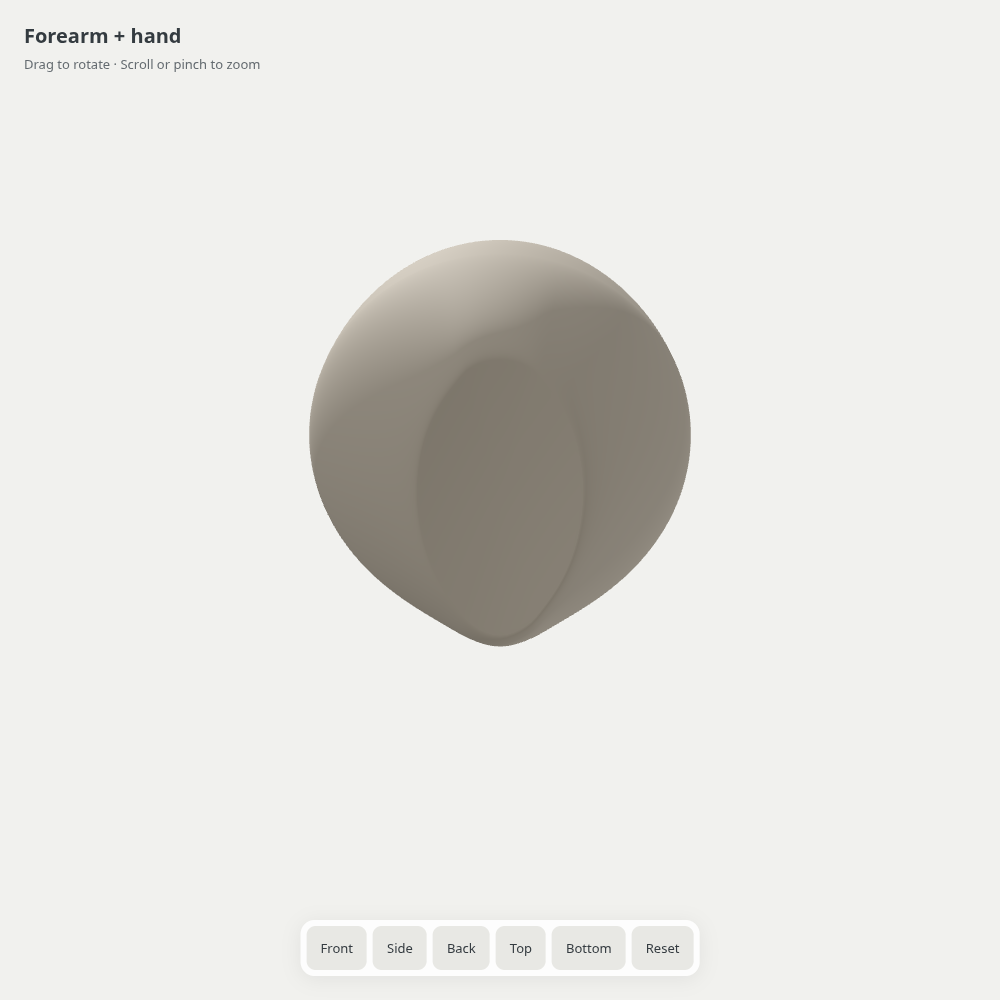 Forearm + hand
Drag to rotate · Scroll or pinch to zoom
Front Side Back Top Bottom Reset